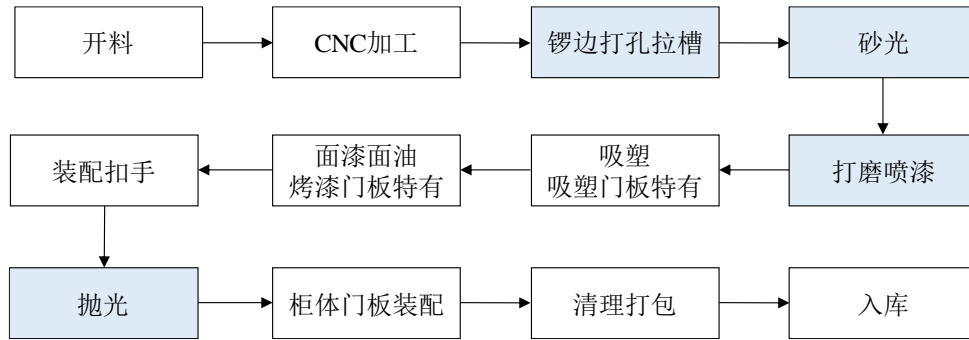 开料
CNC加工
锣边打孔拉槽
砂光
打磨喷漆
吸塑
吸塑门板特有
面漆面油
烤漆门板特有
装配扣手
抛光
柜体门板装配
清理打包
入库